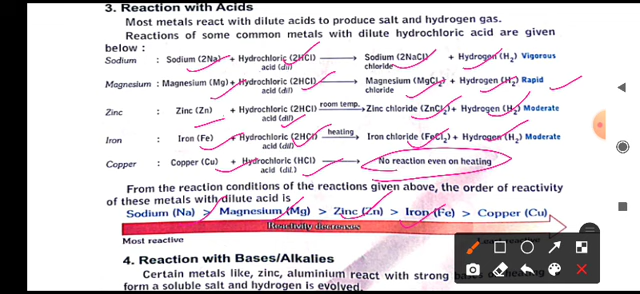 3. Reaction with Acids
Most metals react with dilute acids to produce salt and hydrogen gas.
Reactions of some common metals with dilute hydrochloric acid are given
below :
Sodium : Sodium (2Na) + Hydrochloric (2HCl) Sodium (2NaCl) + Hydrogen (H₂) Vigorous
acid (dil) chloride
Magnesium : Magnesium (Mg) + Hydrochloric (2HCl) Magnesium (MgCl₂) + Hydrogen (H₂) Rapid
acid (dil) chloride
room temp.
Zinc : Zinc (Zn) + Hydrochloric (2HCl) Zinc chloride (ZnCl₂) + Hydrogen (H₂) Moderate
acid (dil)
heating
Iron : Iron (Fe) + Hydrochloric (2HCl) Iron chloride (FeCl₂) + Hydrogen (H₂) Moderate
acid (dil)
Copper : Copper (Cu) + Hydrochloric (HCl) No reaction even on heating
acid (dil.)
From the reaction conditions of the reactions given above, the order of reactivity
of these metals with dilute acid is
Sodium (Na) > Magnesium (Mg) > Zinc (Zn) > Iron (Fe) > Copper (Cu)
Reactivity decreases
Most reactive
4. Reaction with Bases/Alkalies
Certain metals like, zinc, aluminium react with strong
form a soluble salt and hydrogen is evolved.